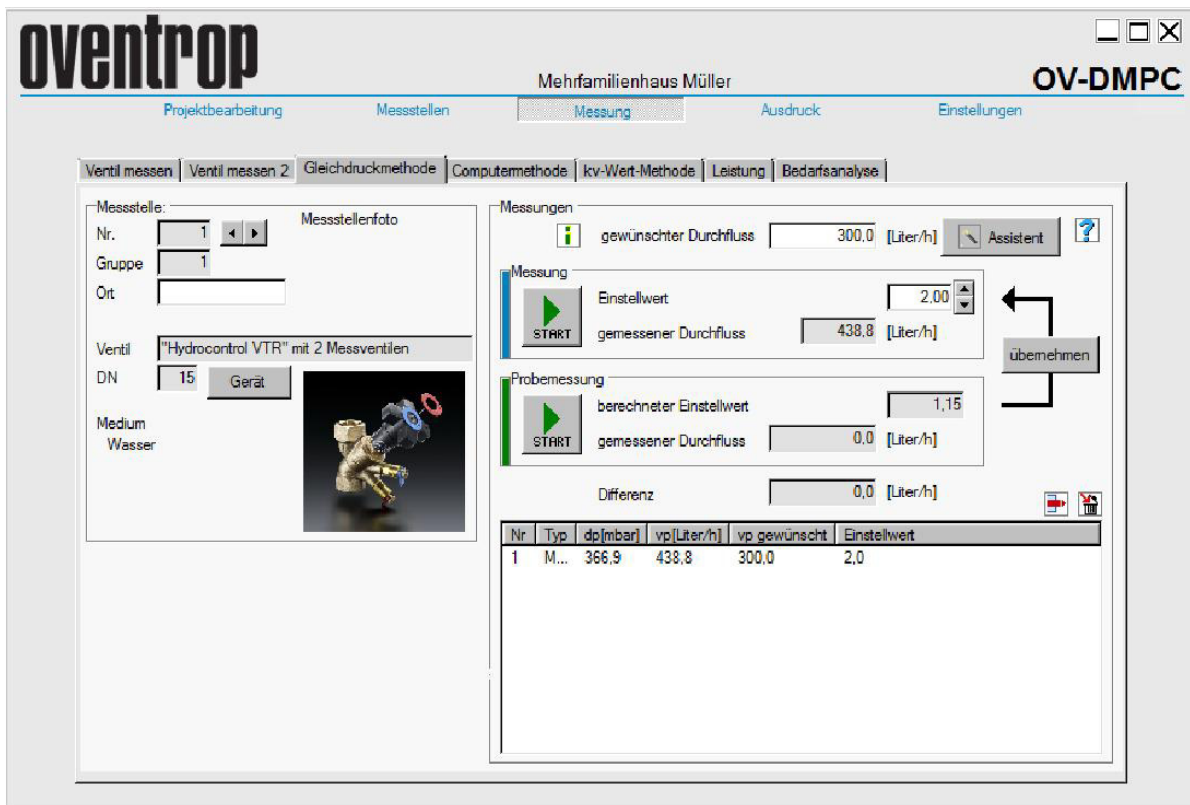 oventrop
Mehrfamilienhaus Müller
OV-DMPC
Projektbearbeitung Messstellen Messung Ausdruck Einstellungen
Ventil messen Ventil messen 2 Gleichdruckmethode Computermethode kv-Wert-Methode Leistung Bedarfsanalyse
Messstelle:
Nr. 1
Messstellenfoto
Gruppe 1
Ort
Ventil "Hydrocontrol VTR" mit 2 Messventilen
DN 15 Gerät
Medium
Wasser
Messungen
gewünschter Durchfluss 300,0 [Liter/h] Assistent
Messung
START
Einstellwert 2,00
gemessener Durchfluss 438,8 [Liter/h]
übernehmen
Probemessung
START
berechneter Einstellwert 1,15
gemessener Durchfluss 0,0 [Liter/h]
Differenz 0,0 [Liter/h]
Nr Typ dp[mbar] vp[Liter/h] vp gewünscht Einstellwert
1 M... 366,9 438,8 300,0 2,0